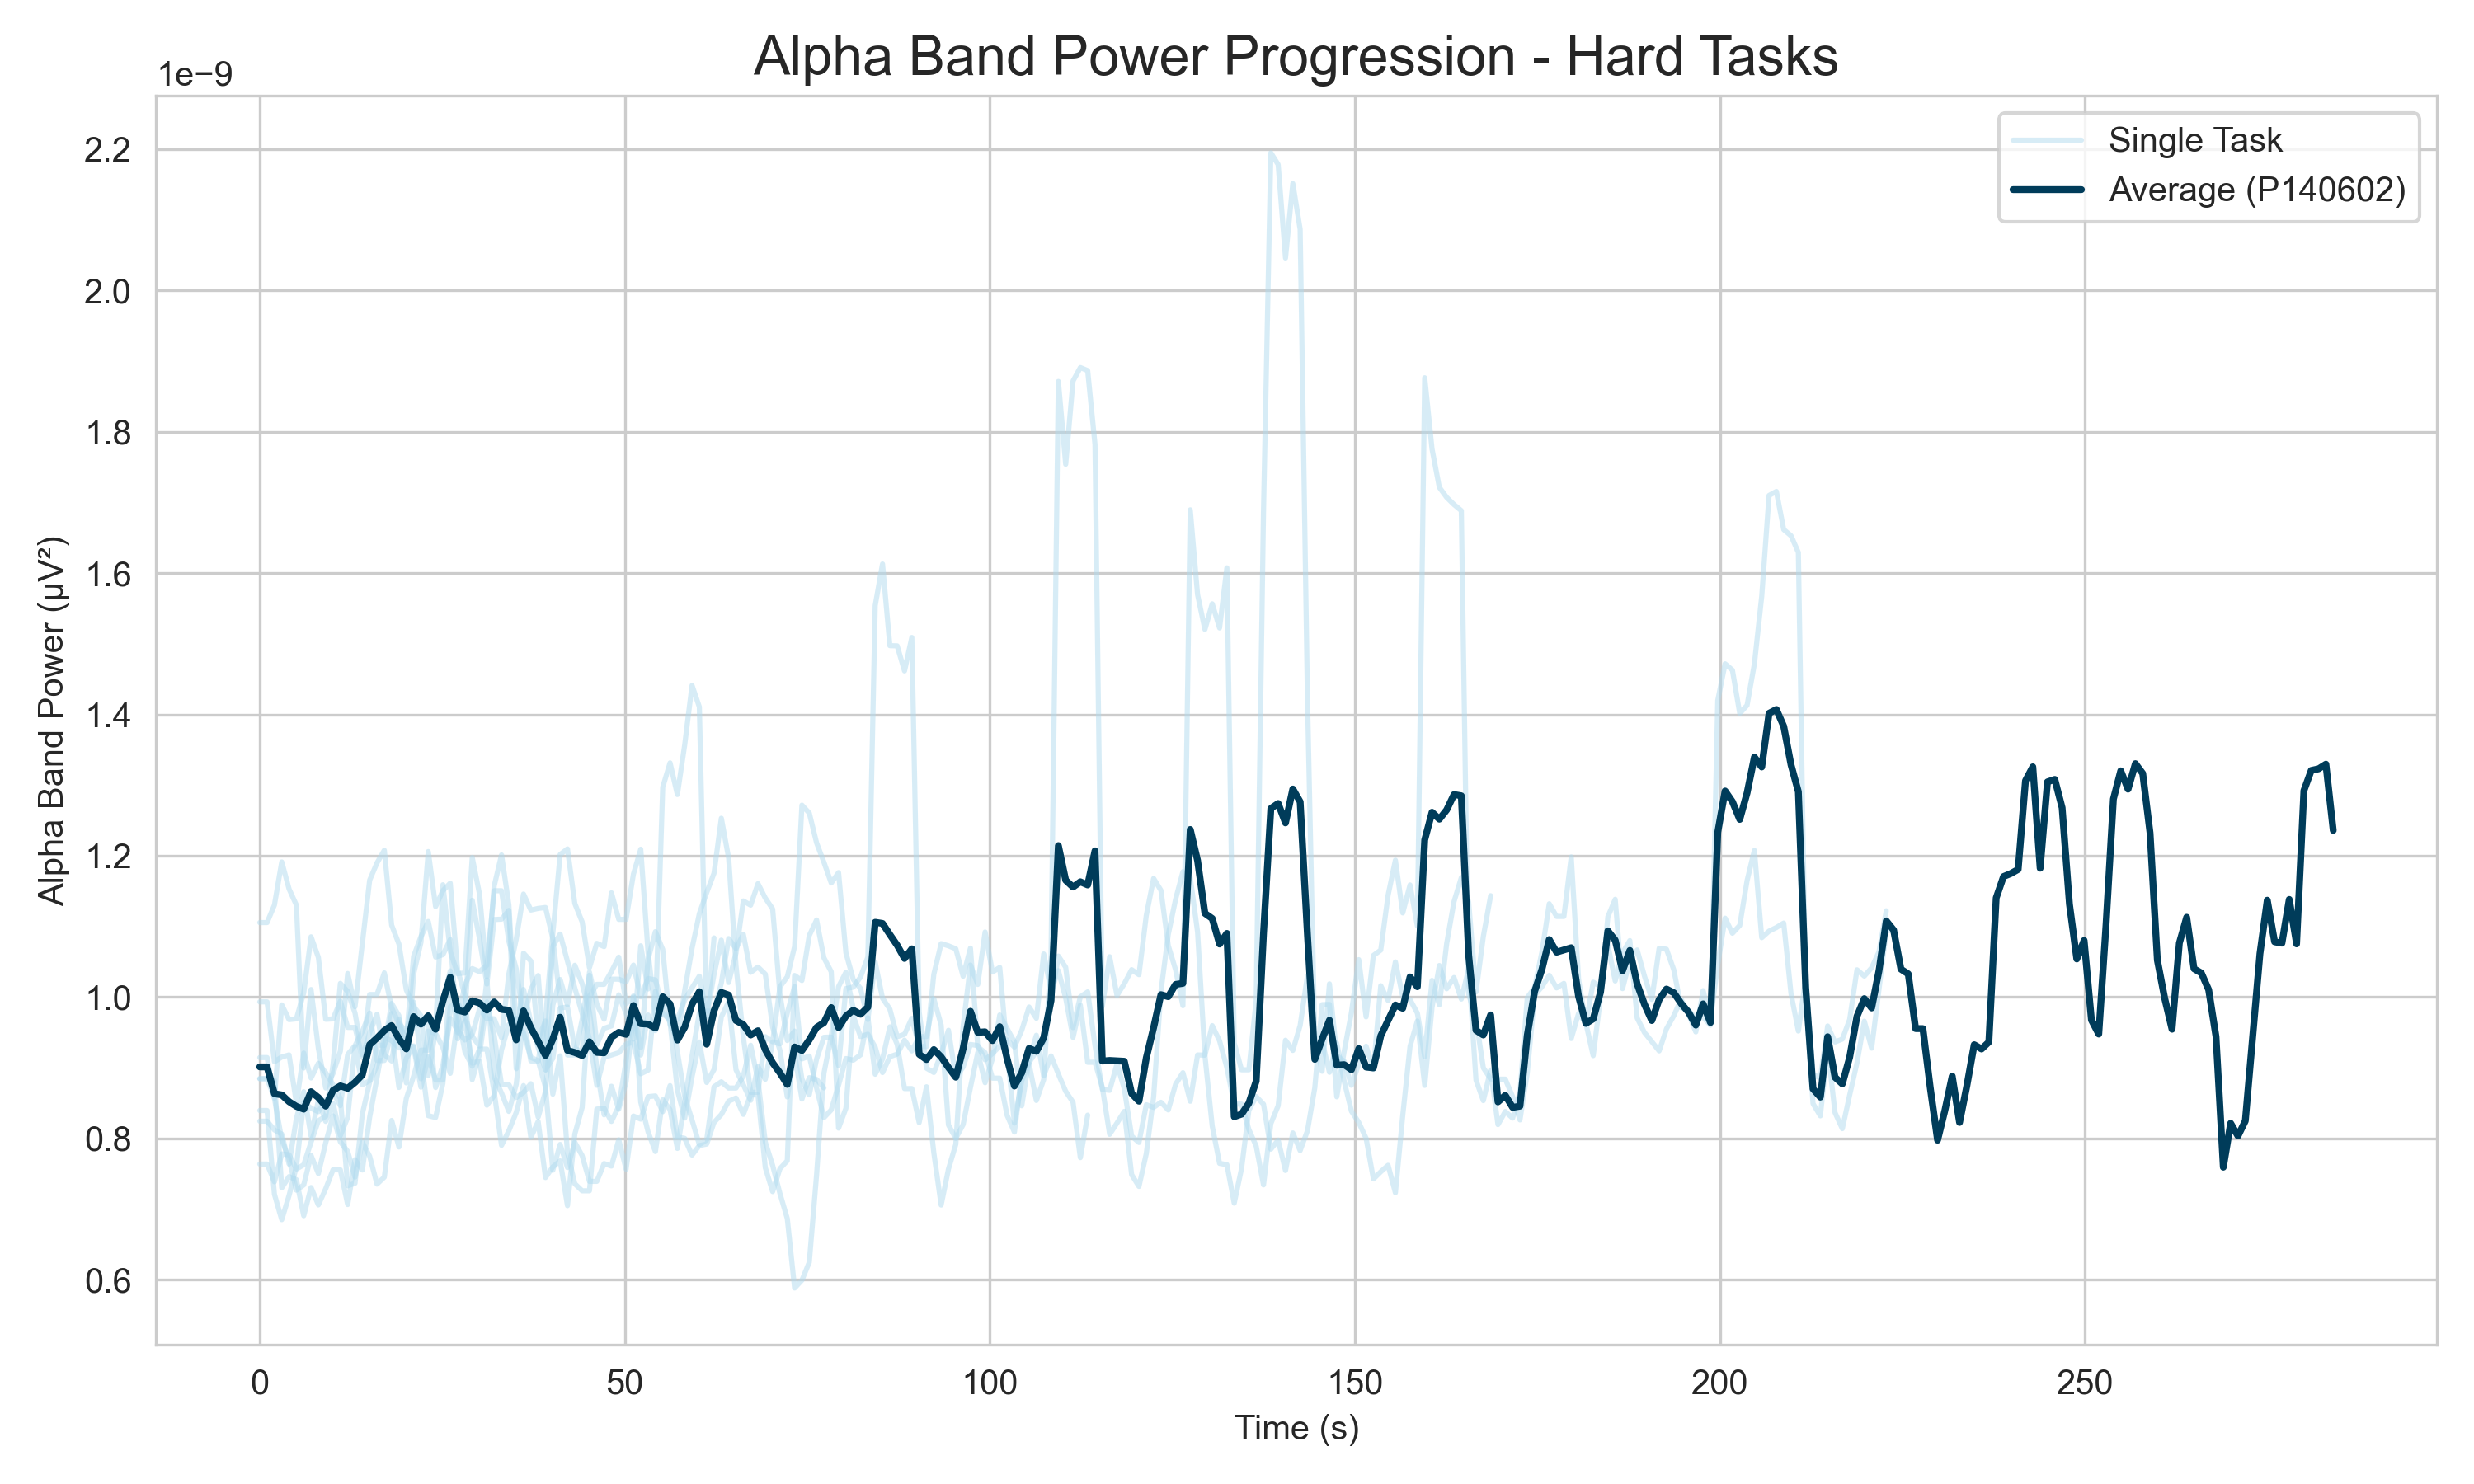 Alpha Band Power Progression - Hard Tasks
1e−9
Single Task
Average (P140602)
Alpha Band Power (µV²)
2.2
2.0
1.8
1.6
1.4
1.2
1.0
0.8
0.6
0 50 100 150 200 250
Time (s)